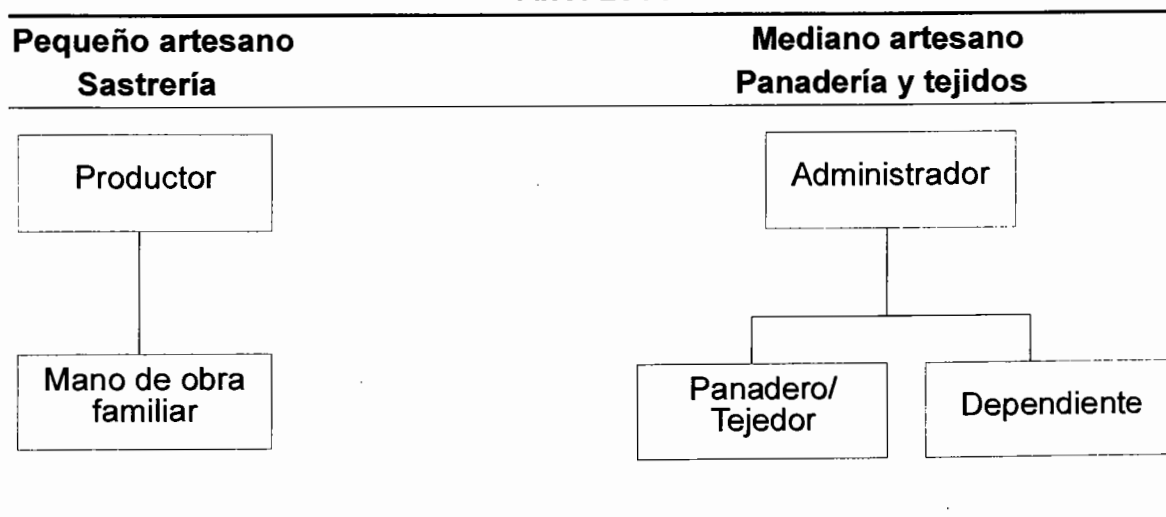 Pequeño artesano
Sastrería
Mediano artesano
Panadería y tejidos
Productor
Administrador
Mano de obra
familiar
Panadero/
Tejedor
Dependiente